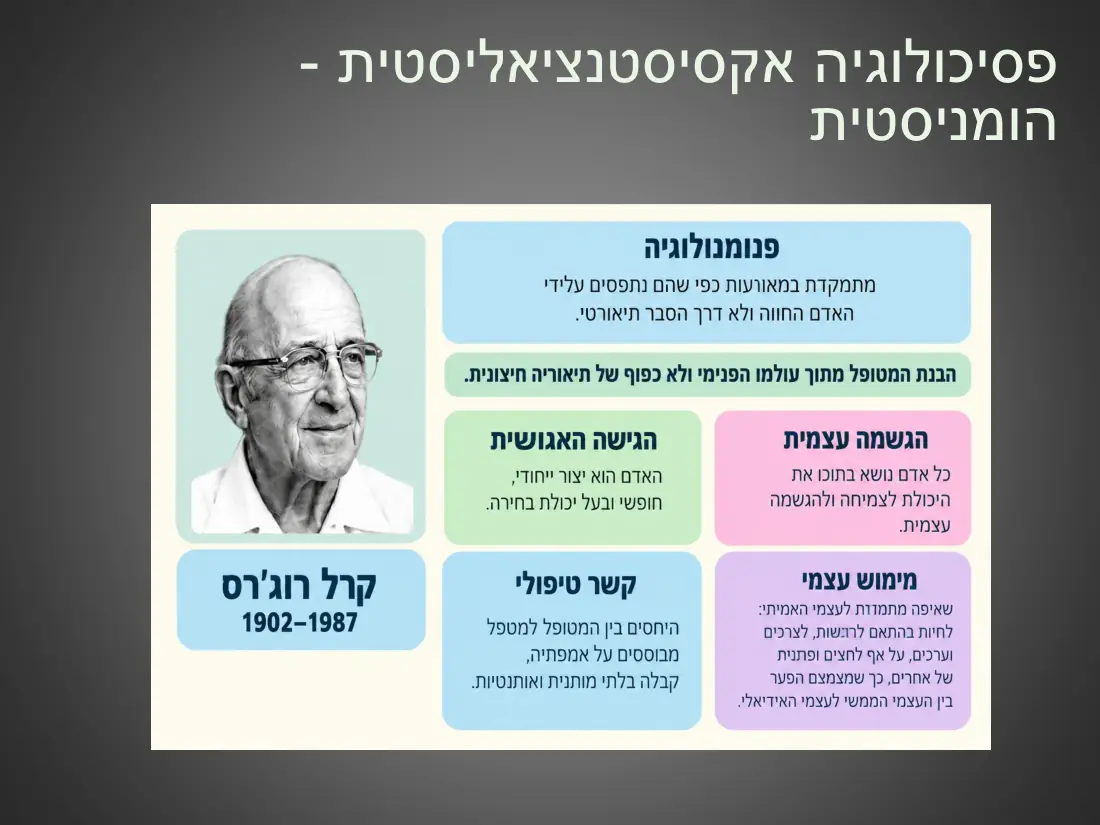 פסיכולוגיה אקסיסטנציאליסטית -
הומניסטית
פנומנולוגיה
מתמקדת במאורעות כפי שהם נתפסים עלידי
האדם החווה ולא דרך הסבר תיאורטי.
הבנת המטופל מתוך עולמו הפנימי ולא כפוף של תיאוריה חיצונית.
הגשמה עצמית
כל אדם נושא בתוכו את
היכולת לצמיחה ולהגשמה
עצמית.
הגישה האגושית
האדם הוא יצור ייחודי,
חופשי ובעל יכולת בחירה.
מימוש עצמי
שאיפה מתמדת לעצמי האמיתי:
לחיות בהתאם לצרכים
וערכים, על אף לחצים ופתנית
של אחרים, כך שמצמצם הפער
בין העצמי הממשי לעצמי האידיאלי.
קשר טיפולי
היחסים בין המטופל למטפל
מבוססים על אמפתיה,
קבלה בלתי מותנית ואותנטיות.
קרל רוג'רס
1902–1987